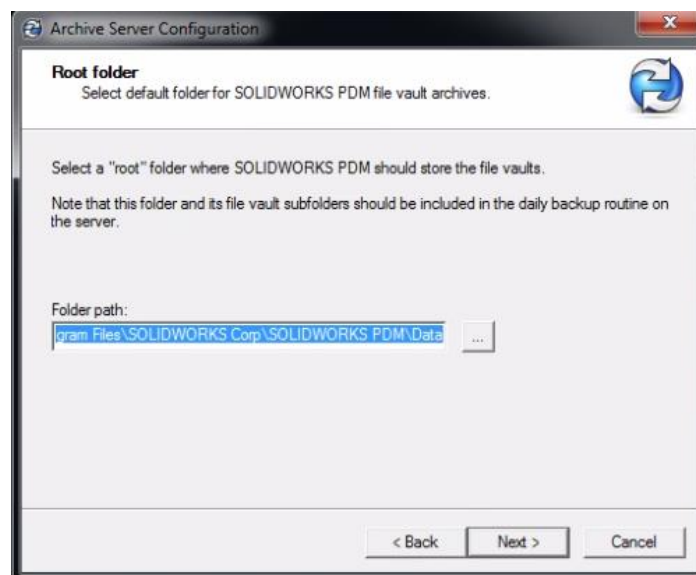 Archive Server Configuration
Root folder
Select default folder for SOLIDWORKS PDM file vault archives.
Select a "root" folder where SOLIDWORKS PDM should store the file vaults.
Note that this folder and its file vault subfolders should be included in the daily backup routine on
the server.
Folder path:
gram Files\SOLIDWORKS Corp\SOLIDWORKS PDM\Data
...
< Back Next > Cancel